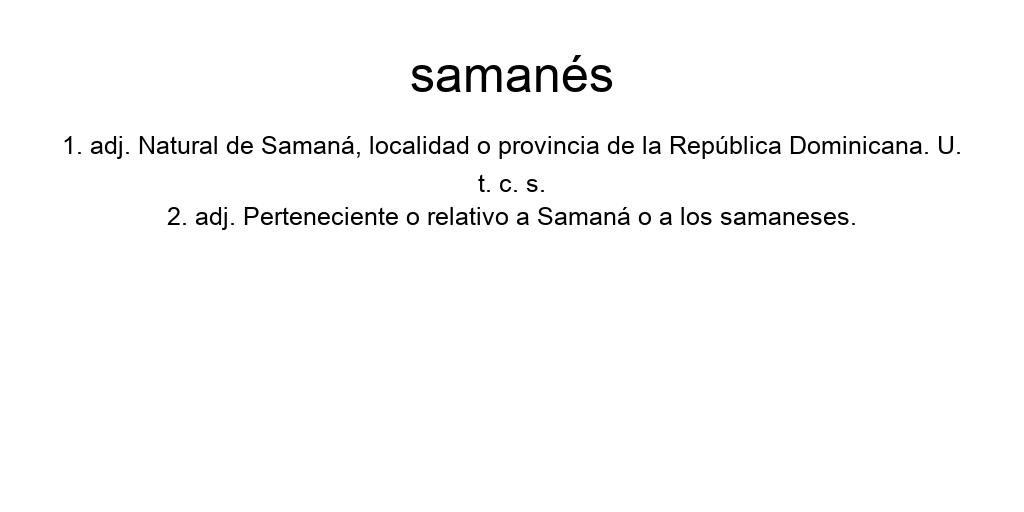 samanés
1. adj. Natural de Samaná, localidad o provincia de la República Dominicana. U.
t. c. s.
2. adj. Perteneciente o relativo a Samaná o a los samaneses.